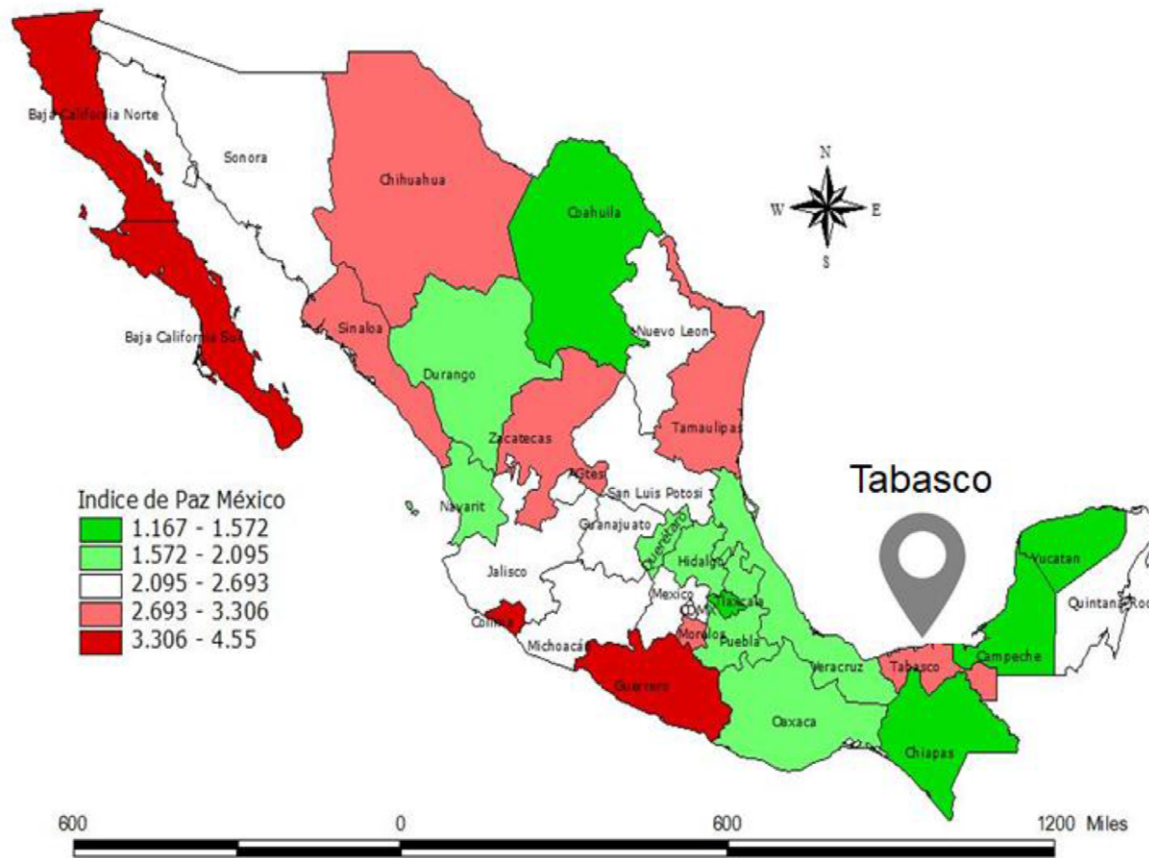 N
W
E
S
Baja California Norte
Sonora
Chihuahua
Coahuila
Baja California Sur
Sinaloa
Durango
Nuevo Leon
Zacatecas
Tamaulipas
Tabasco
AGtes
San Luis Potosi
Nayarit
Indice de Paz México
1.167 - 1.572
1.572 - 2.095
2.095 - 2.693
2.693 - 3.306
3.306 - 4.55
Guanajuato
Querétaro
Hidalgo
Jalisco
Mexico
Tlaxcala
CDMX
Colima
Michoacán
Morelos
Puebla
Veracruz
Guerrero
Oaxaca
Tabasco
Chiapas
Campeche
Yucatan
Quintana Roo
600
0
600
1200 Miles